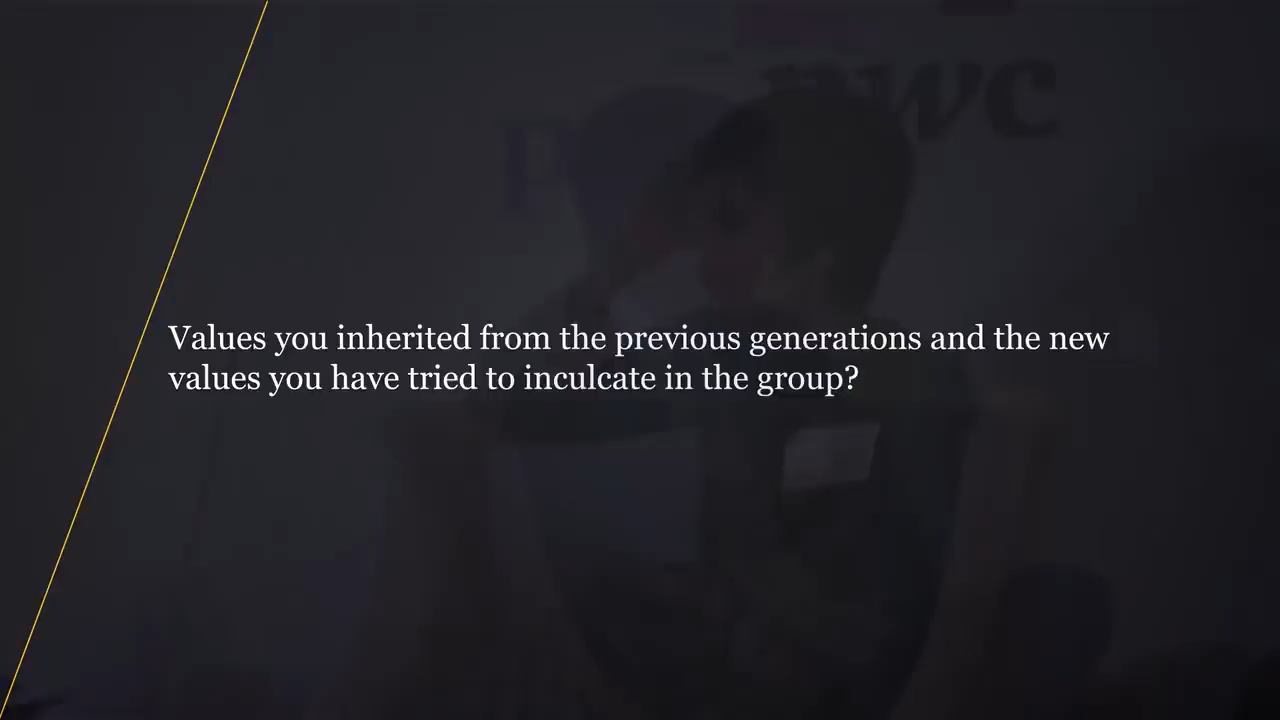 pwc
Values you inherited from the previous generations and the new
values you have tried to inculcate in the group?